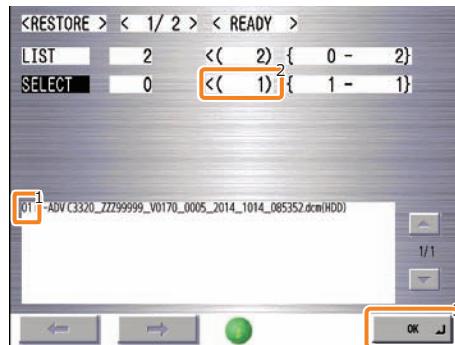 <RESTORE > < 1/ 2 > < READY >
LIST 2 <( 2) { 0 - 2}
2
SELECT 0 <( 1) { 1 - 1}
1
01 -ADV C3320_ZZZ99999_V0170_0005_2014_1014_085352.dcm(HDD)
1/1
OK